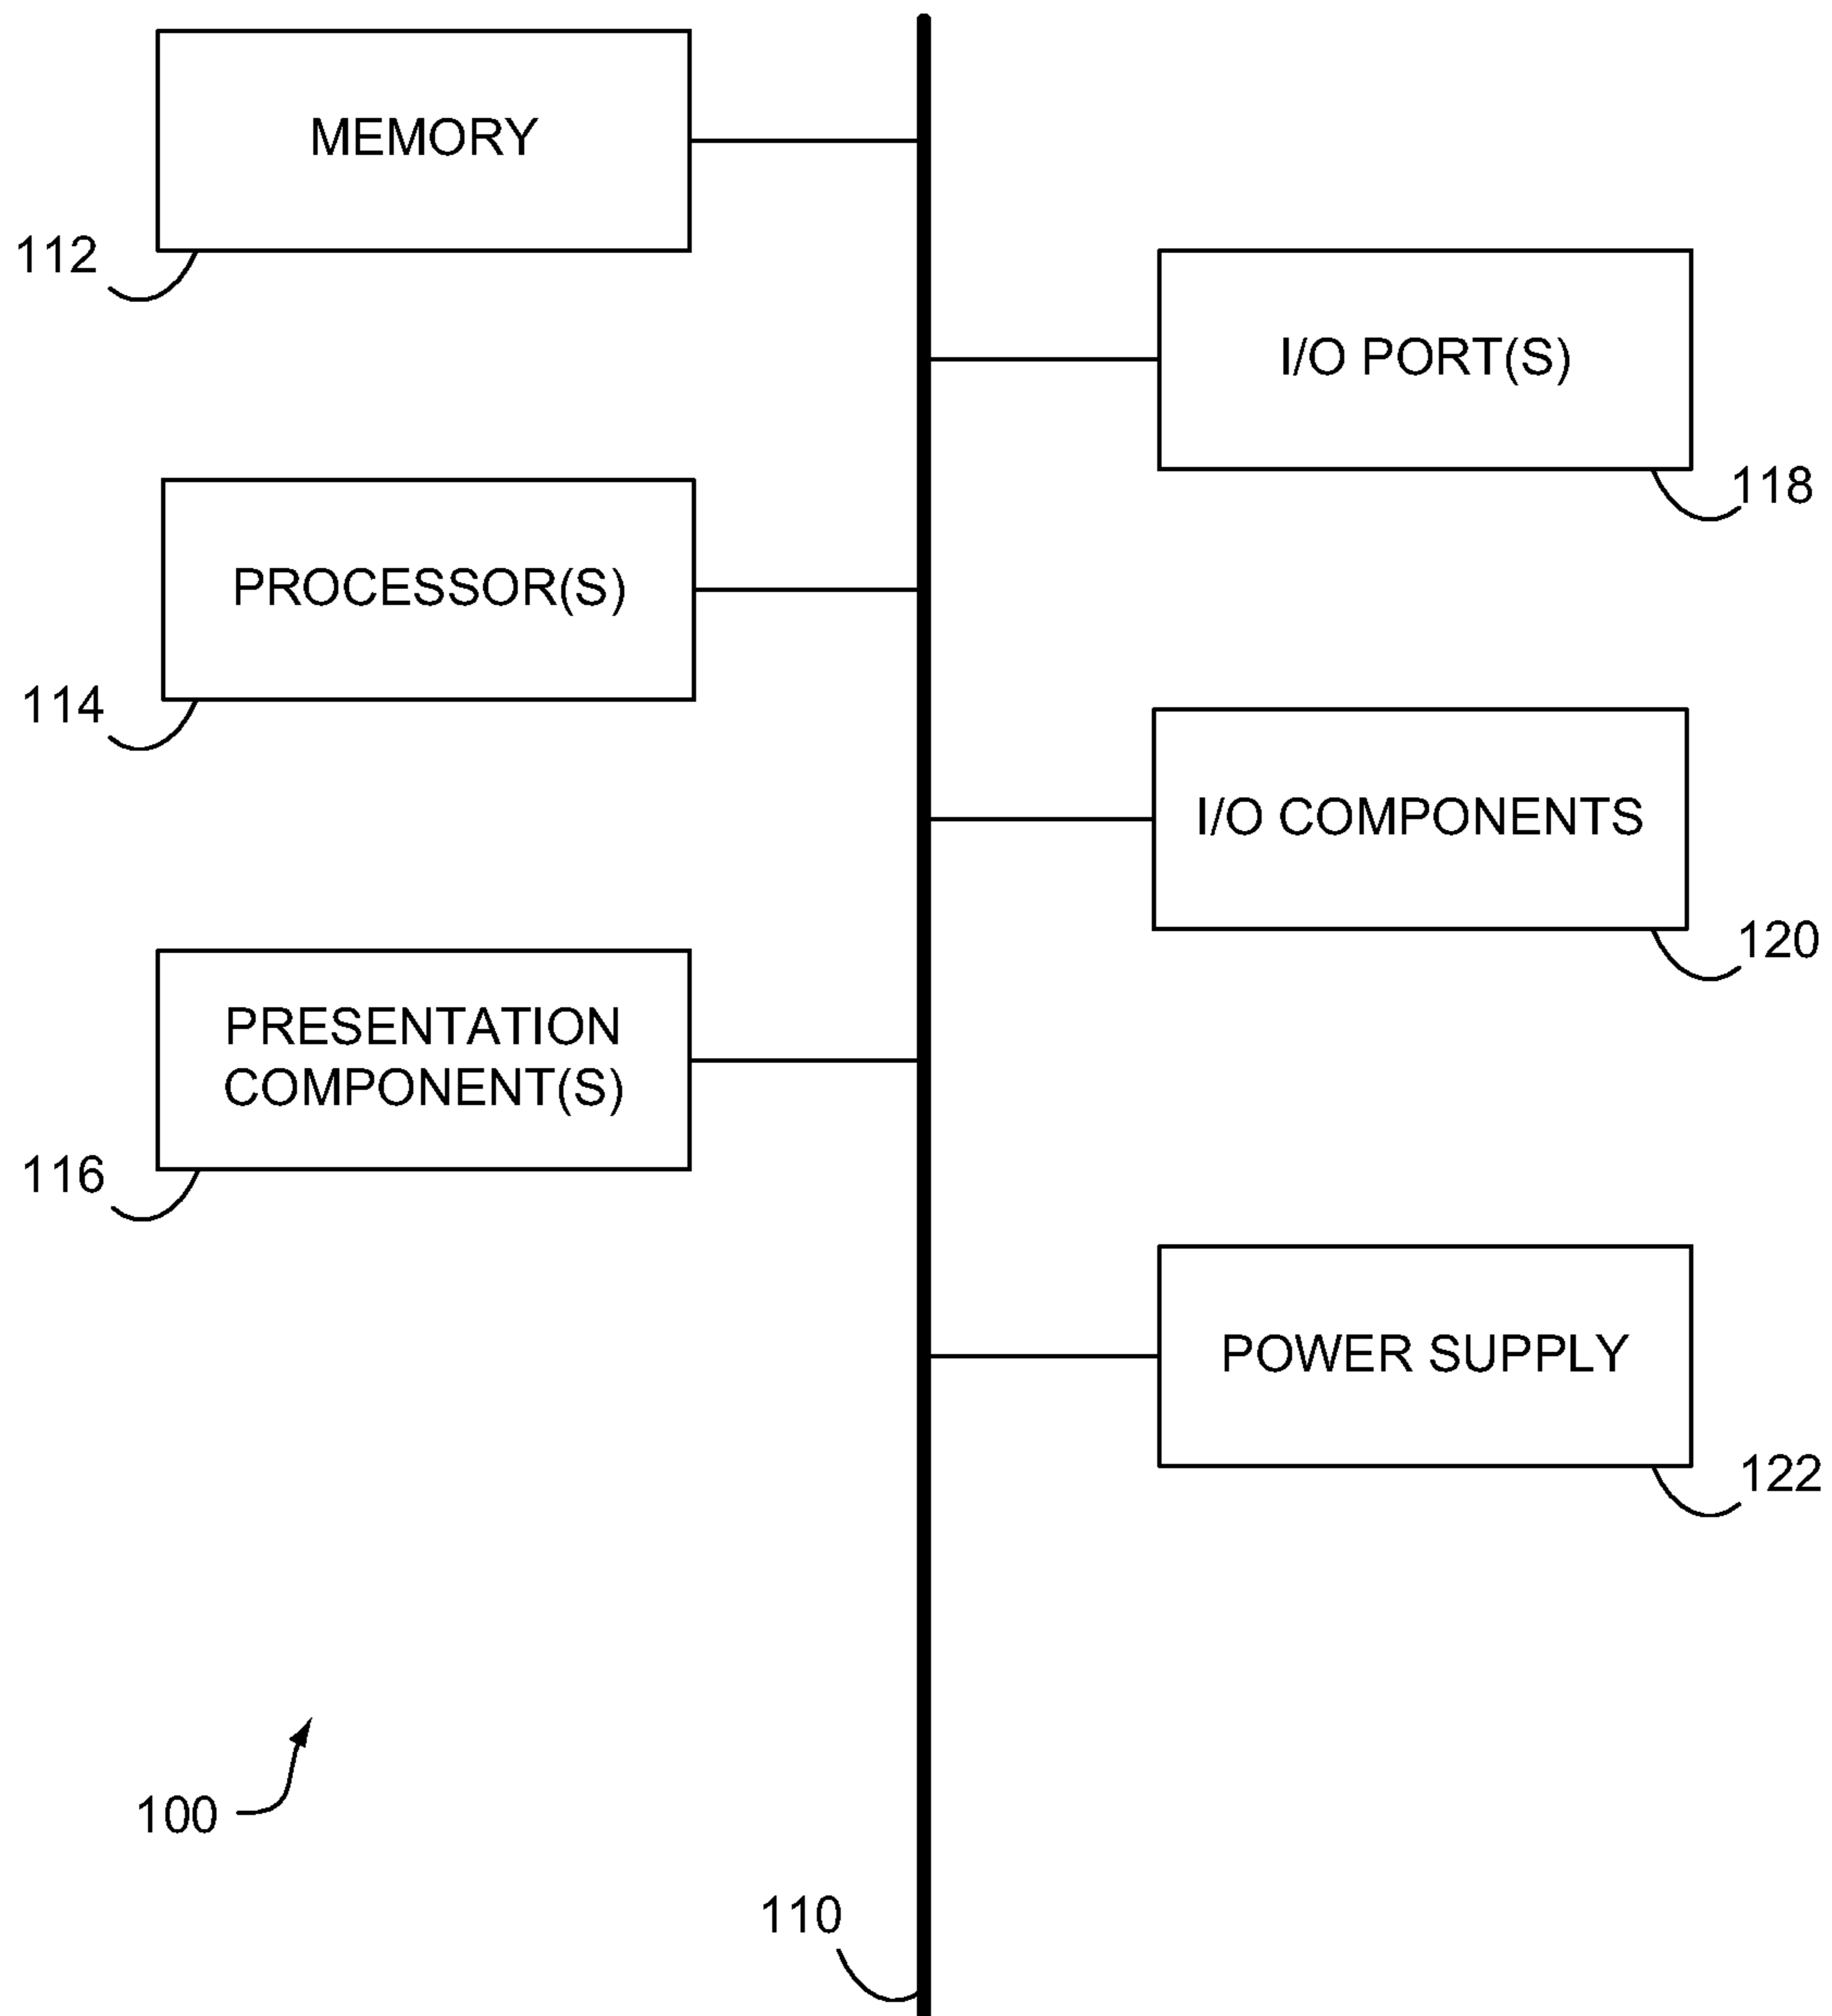 MEMORY
112
I/O PORT(S)
118
PROCESSOR(S)
114
I/O COMPONENTS
120
PRESENTATION
COMPONENT(S)
116
POWER SUPPLY
122
100
110